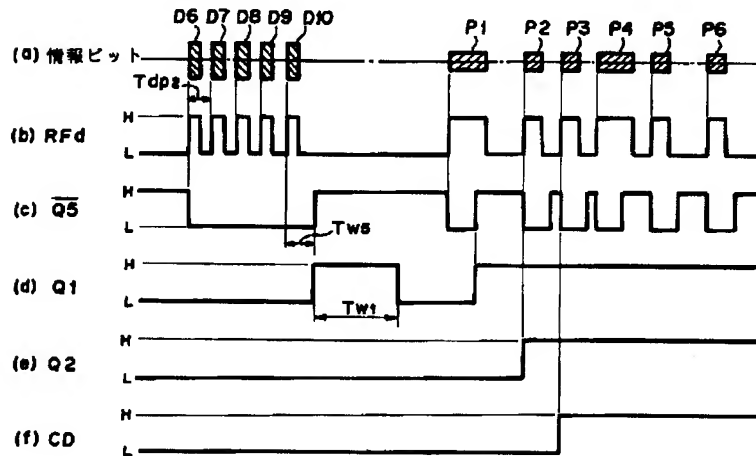 D6 D7 D8 D9 D10 P1 P2 P3 P4 P5 P6
(a) 情報ビット
Tdp2
(b) RFd H L
(c) Q5 H L
Tw5
(d) Q1 H L
Tw1
(e) Q2 H L
(f) CD H L